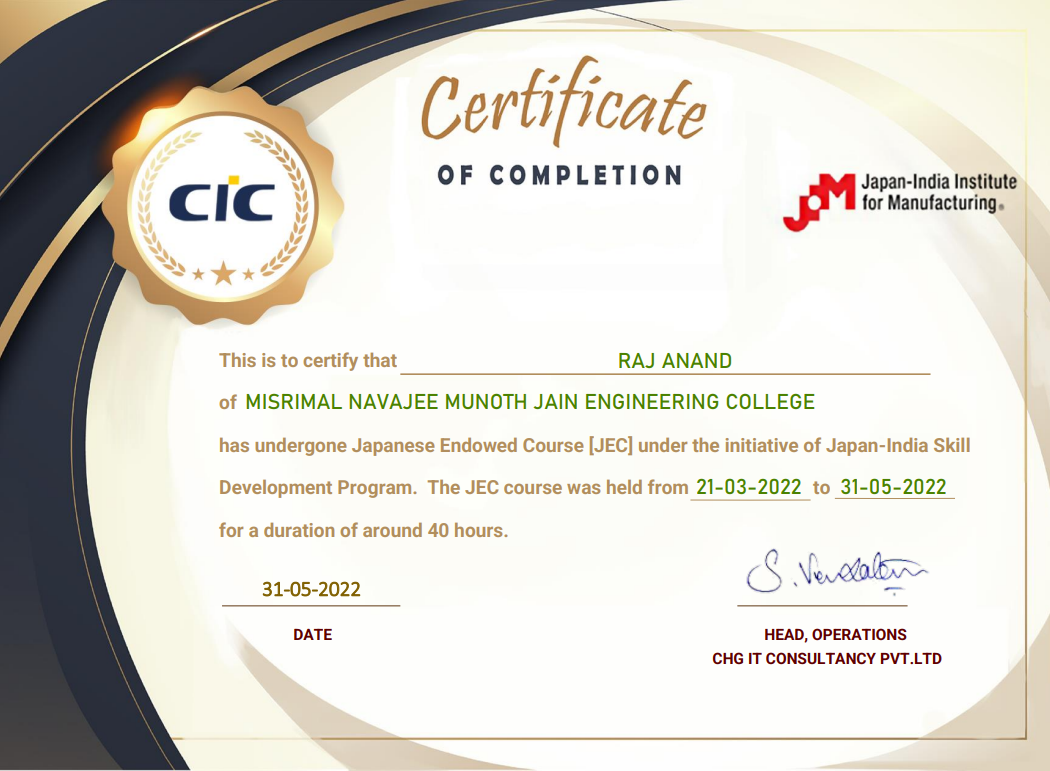 Certificate
OF COMPLETION
CIC
JIM Japan-India Institute
for Manufacturing®
This is to certify that RAJ ANAND
of MISRIMAL NAVAJEE MUNOTH JAIN ENGINEERING COLLEGE
has undergone Japanese Endowed Course [JEC] under the initiative of Japan-India Skill
Development Program. The JEC course was held from 21-03-2022 to 31-05-2022
for a duration of around 40 hours.
31-05-2022
DATE
HEAD, OPERATIONS
CHG IT CONSULTANCY PVT.LTD